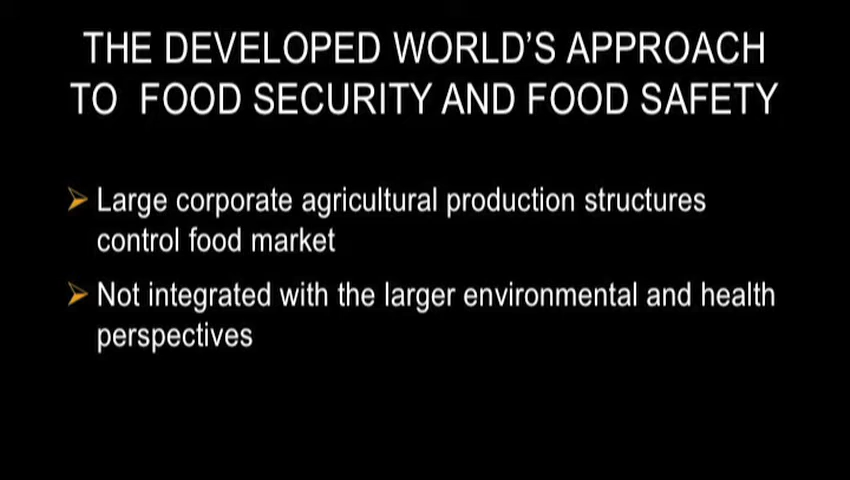 THE DEVELOPED WORLD'S APPROACH
TO FOOD SECURITY AND FOOD SAFETY
Large corporate agricultural production structures
control food market
Not integrated with the larger environmental and health
perspectives